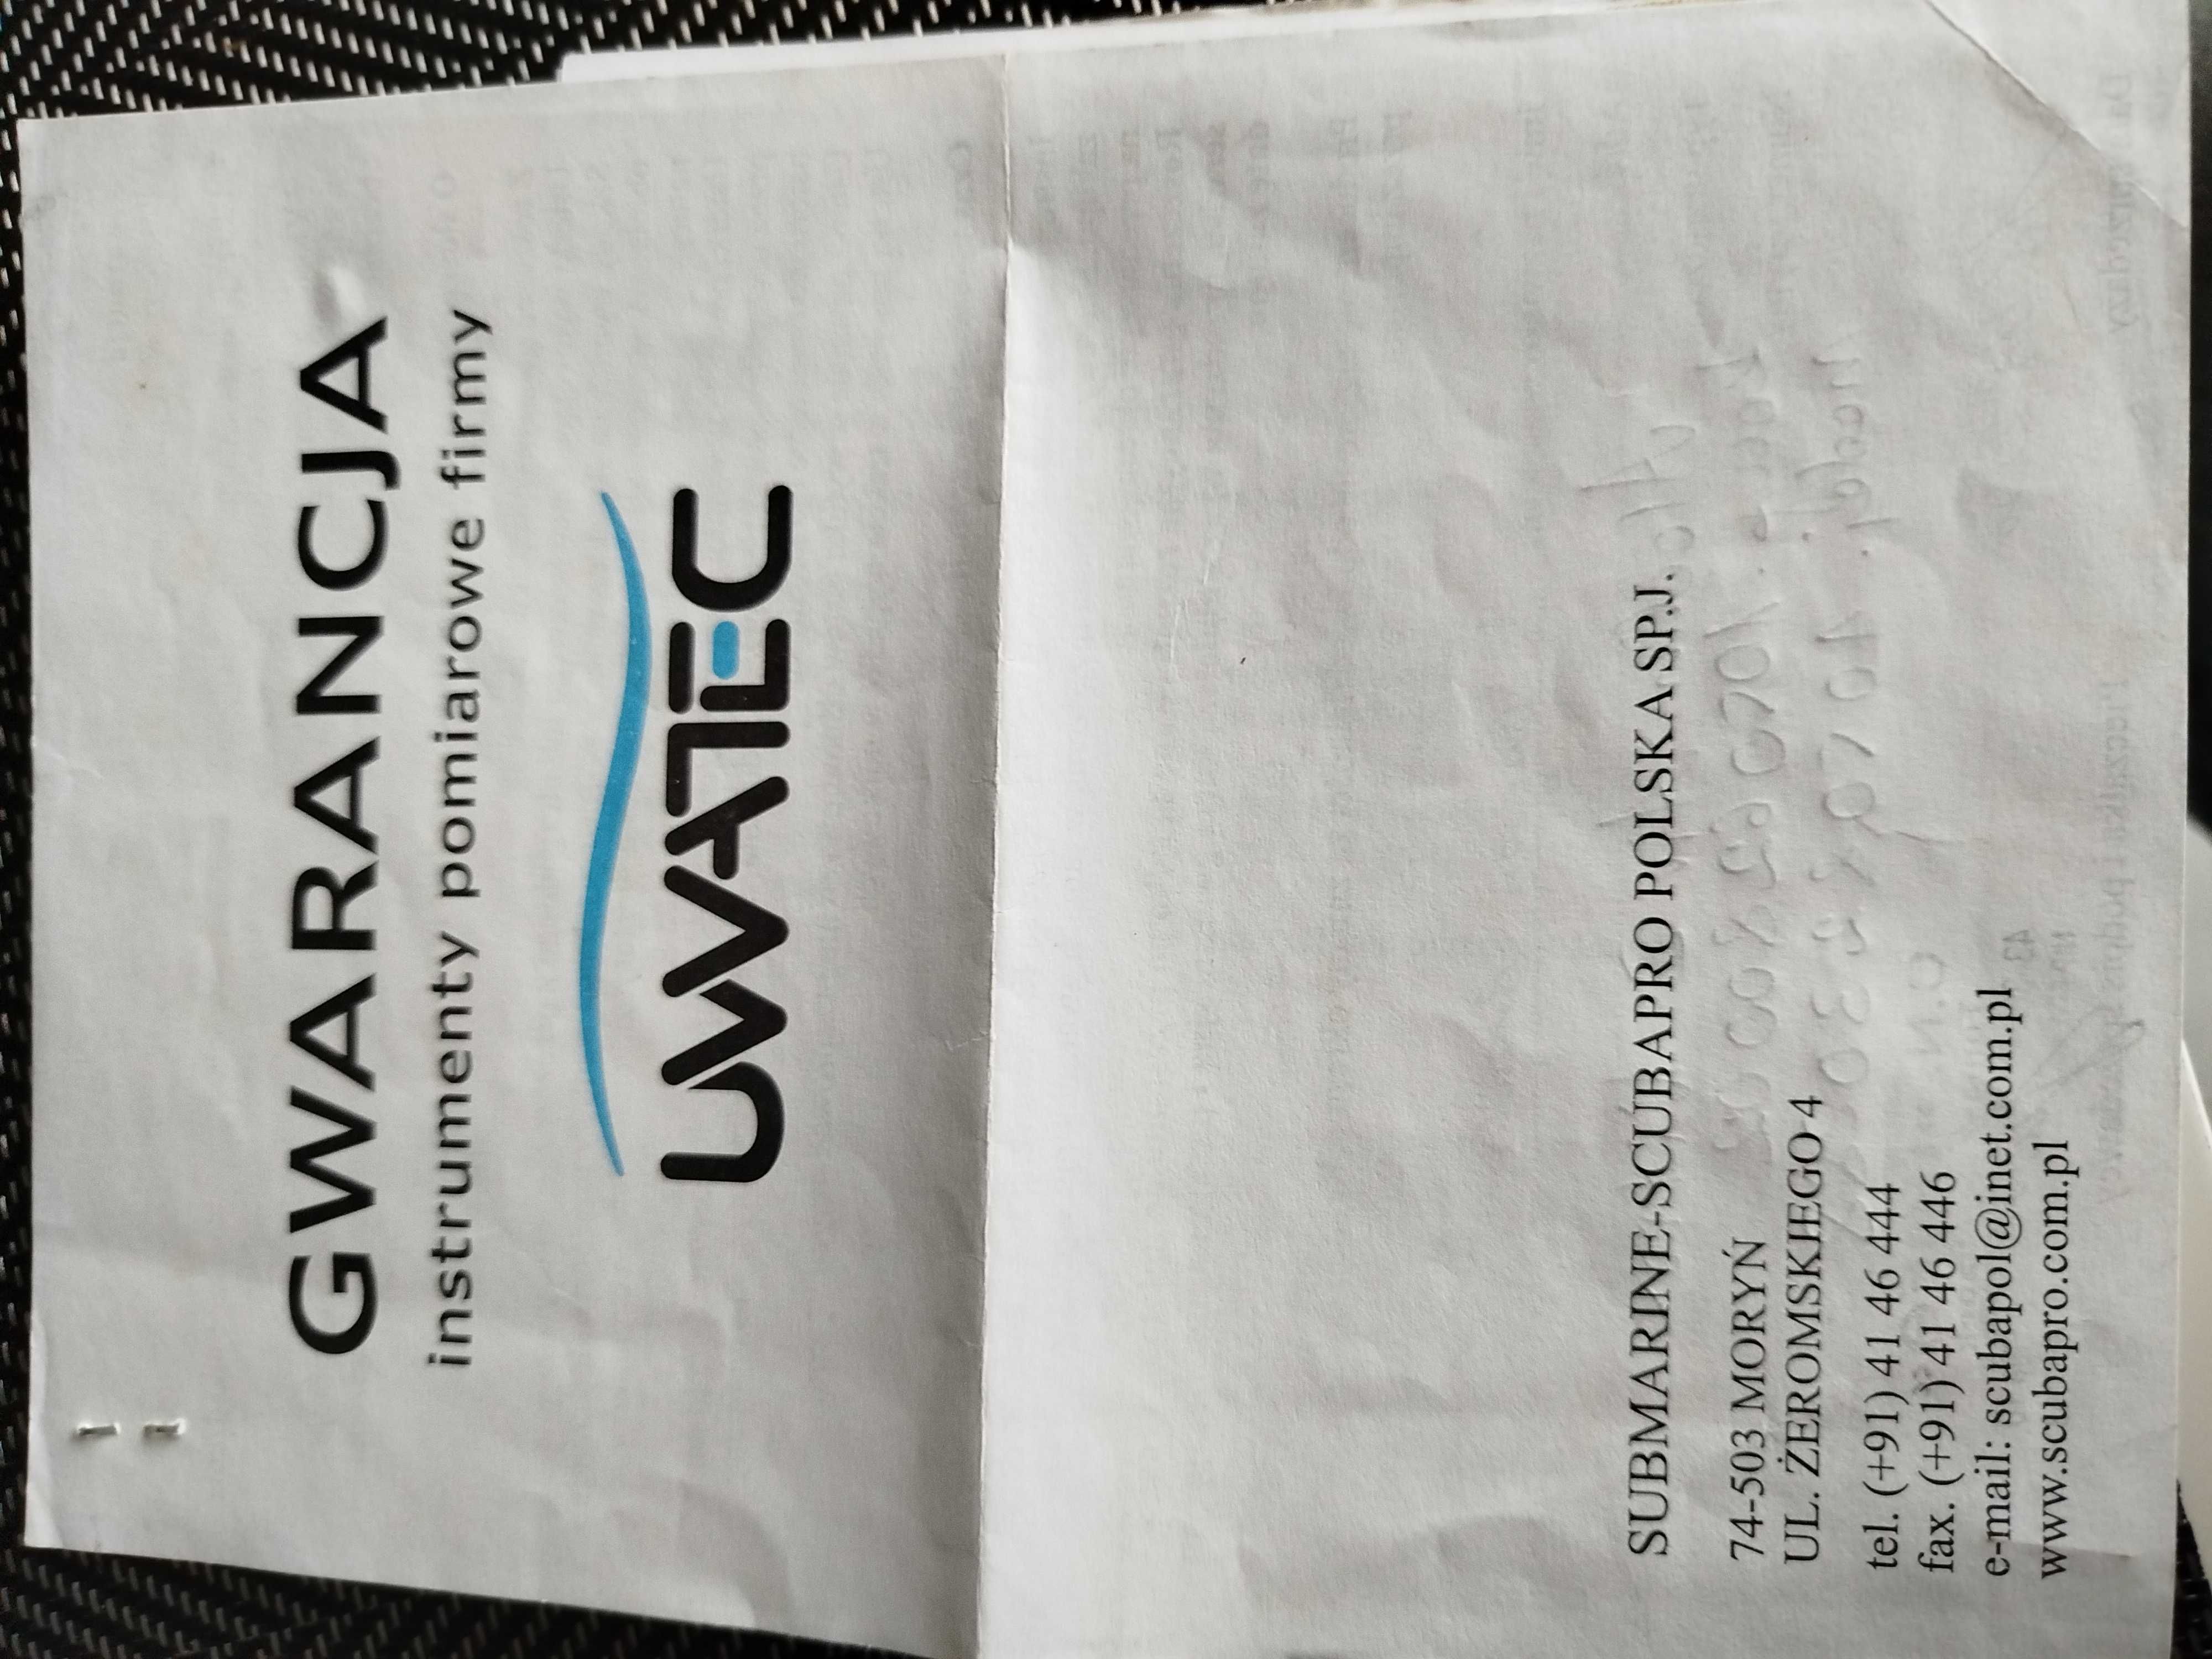 GWARANCJA
instrumenty pomiarowe firmy
UWATEC
SUBMARINE-SCUBAPRO POLSKA SP.J.
74-503 MORYŃ
UL. ŻEROMSKIEGO 4
tel. (+91) 41 46 444
fax. (+91) 41 46 446
e-mail: scubapol@inet.com.pl
www.scubapro.com.pl